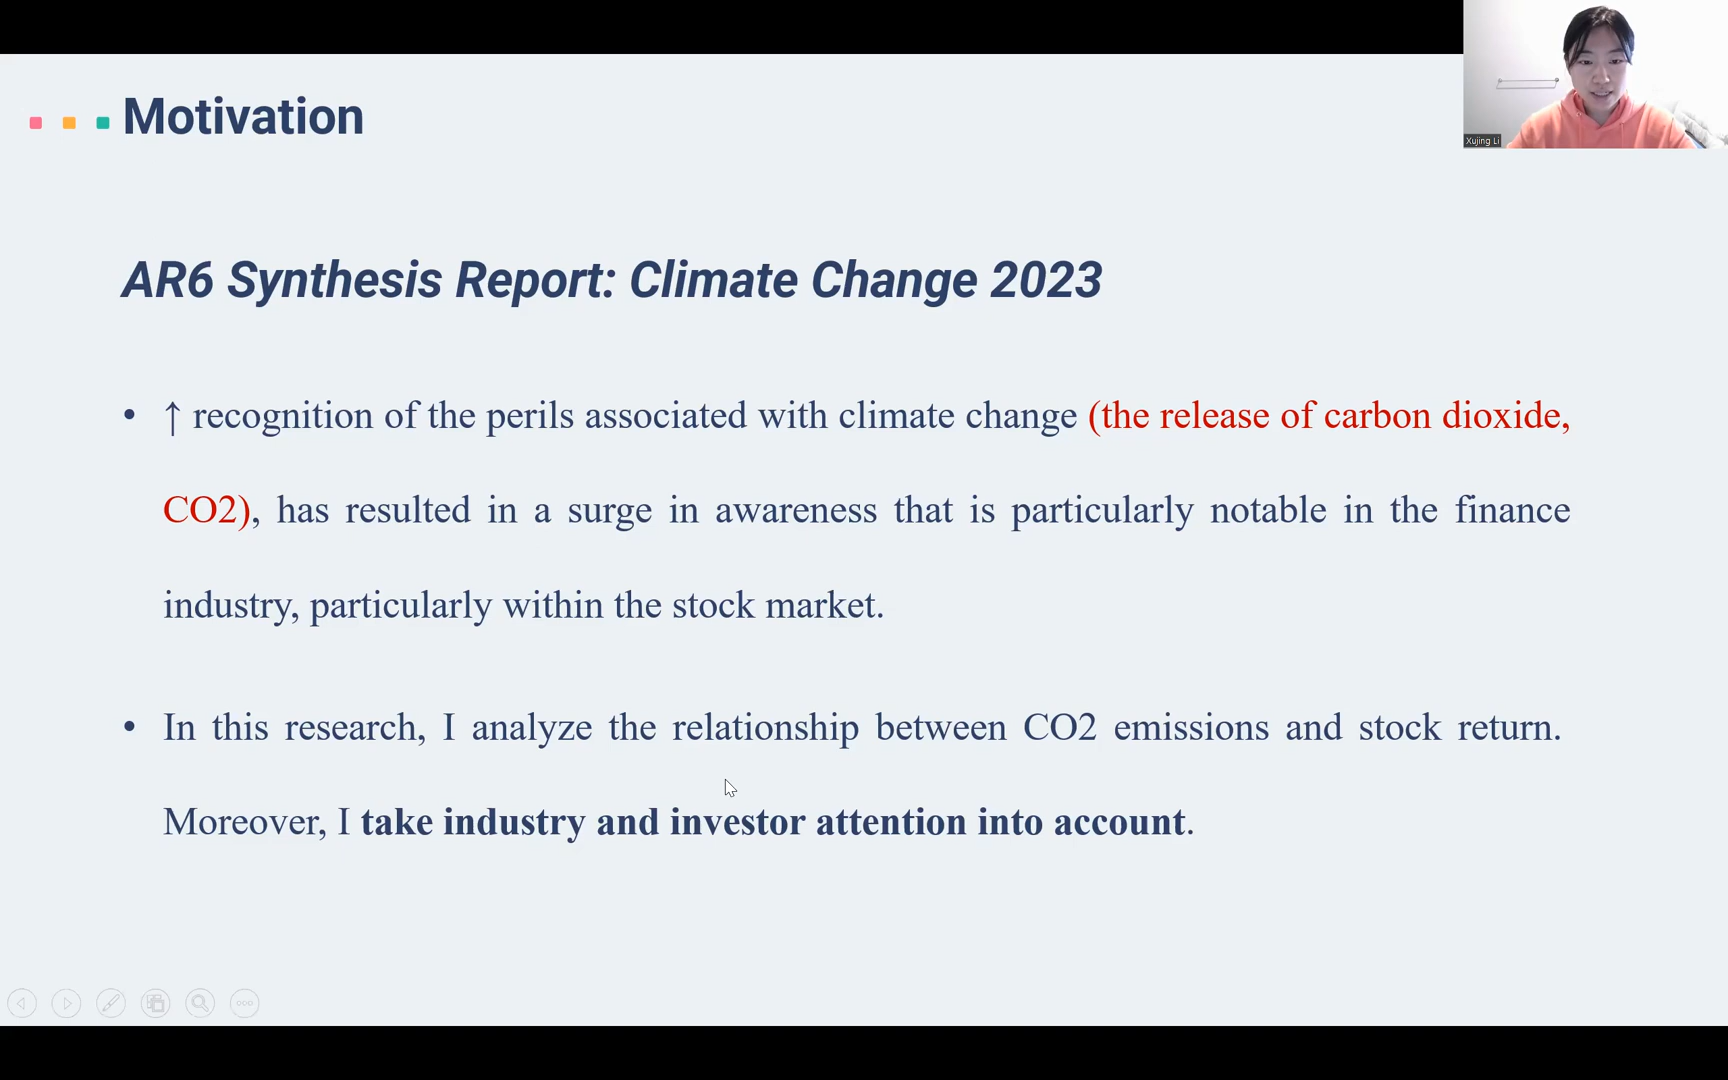 Motivation
Xujing Li
AR6 Synthesis Report: Climate Change 2023
• ↑ recognition of the perils associated with climate change (the release of carbon dioxide,
CO2), has resulted in a surge in awareness that is particularly notable in the finance
industry, particularly within the stock market.
• In this research, I analyze the relationship between CO2 emissions and stock return.
Moreover, I take industry and investor attention into account.